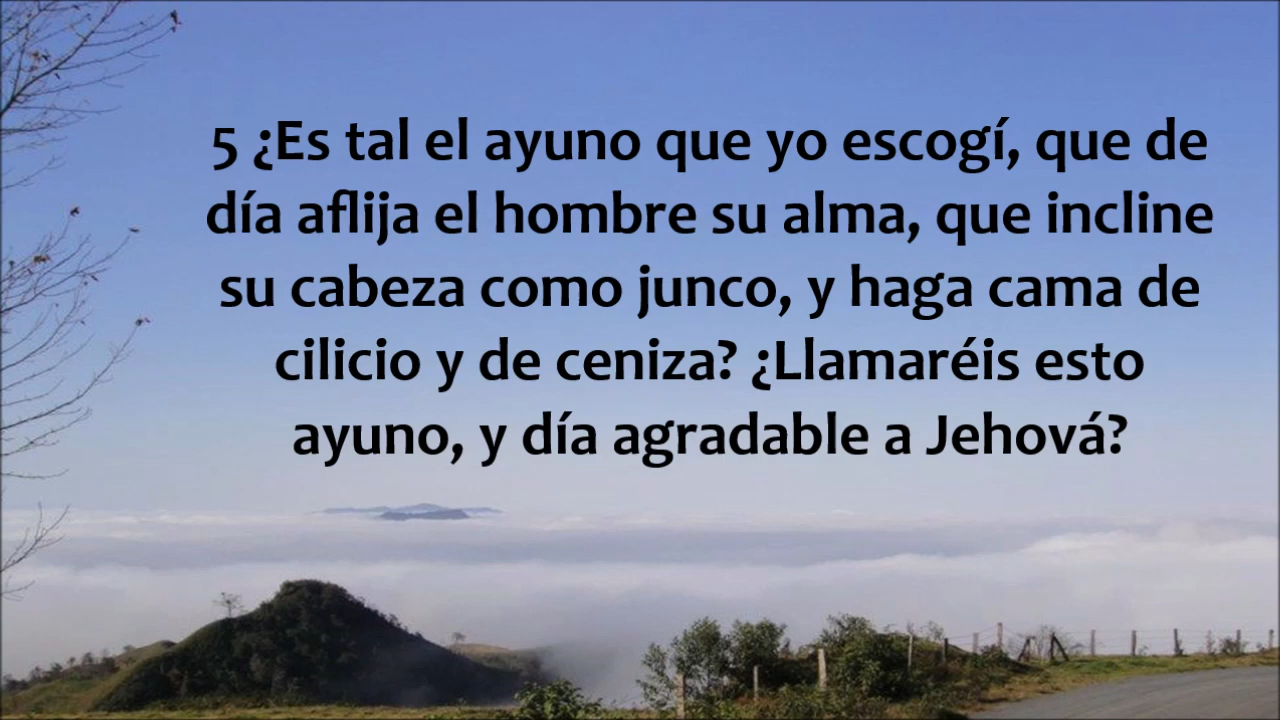 5 ¿Es tal el ayuno que yo escogí, que de
día aflija el hombre su alma, que incline
su cabeza como junco, y haga cama de
cilicio y de ceniza? ¿Llamaréis esto
ayuno, y día agradable a Jehová?